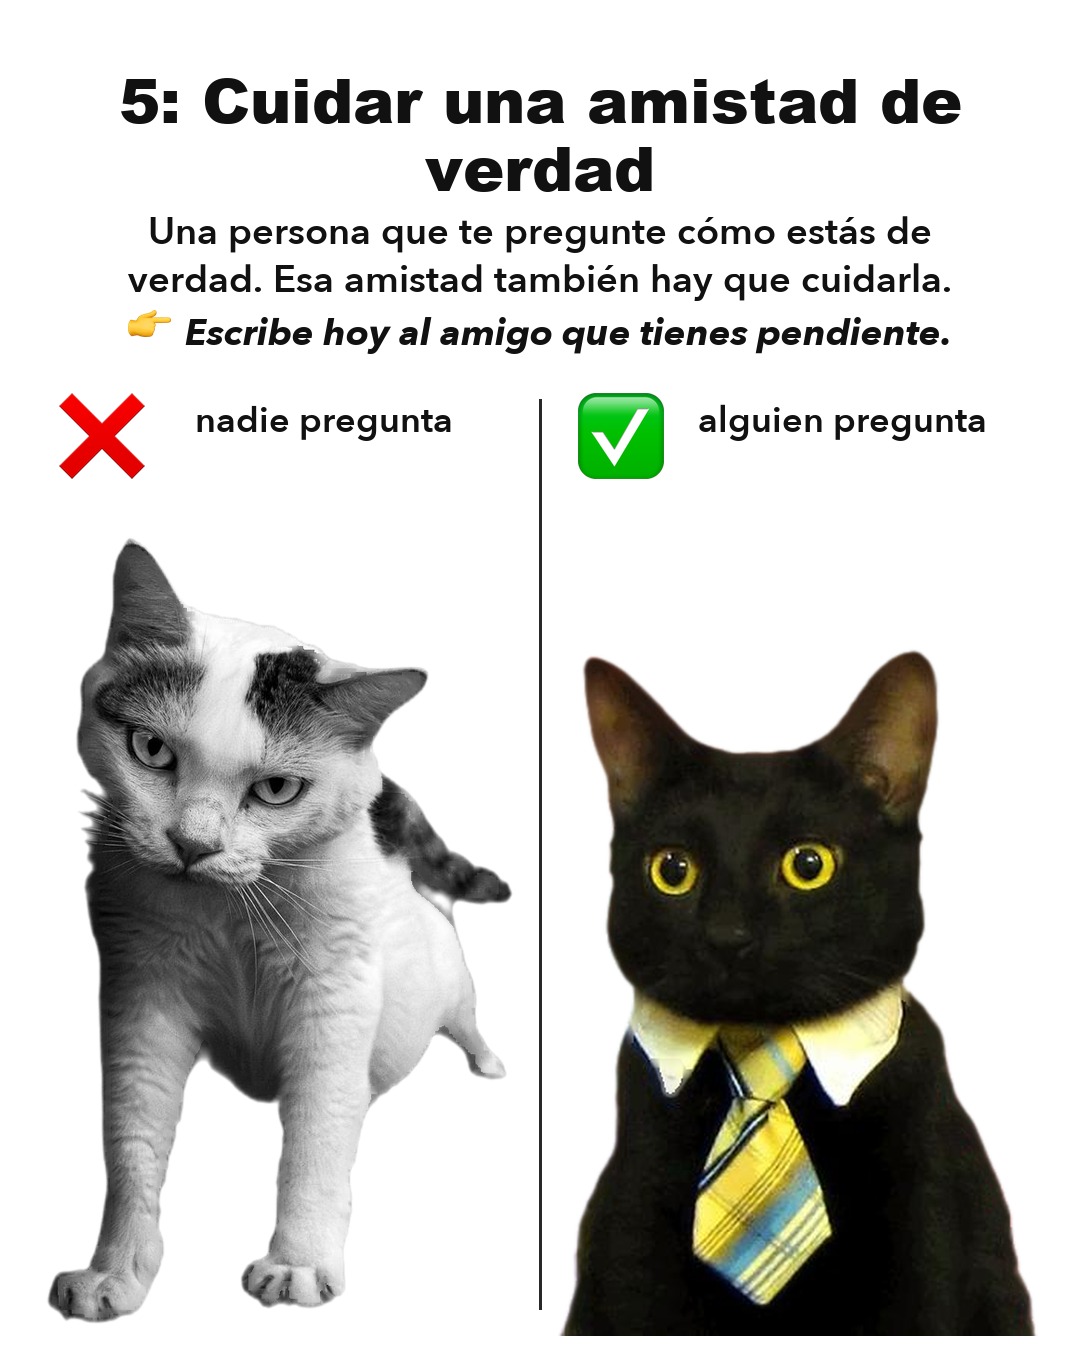 5: Cuidar una amistad de
verdad
Una persona que te pregunte cómo estás de
verdad. Esa amistad también hay que cuidarla.
👉 Escribe hoy al amigo que tienes pendiente.
❌ nadie pregunta
✅ alguien pregunta